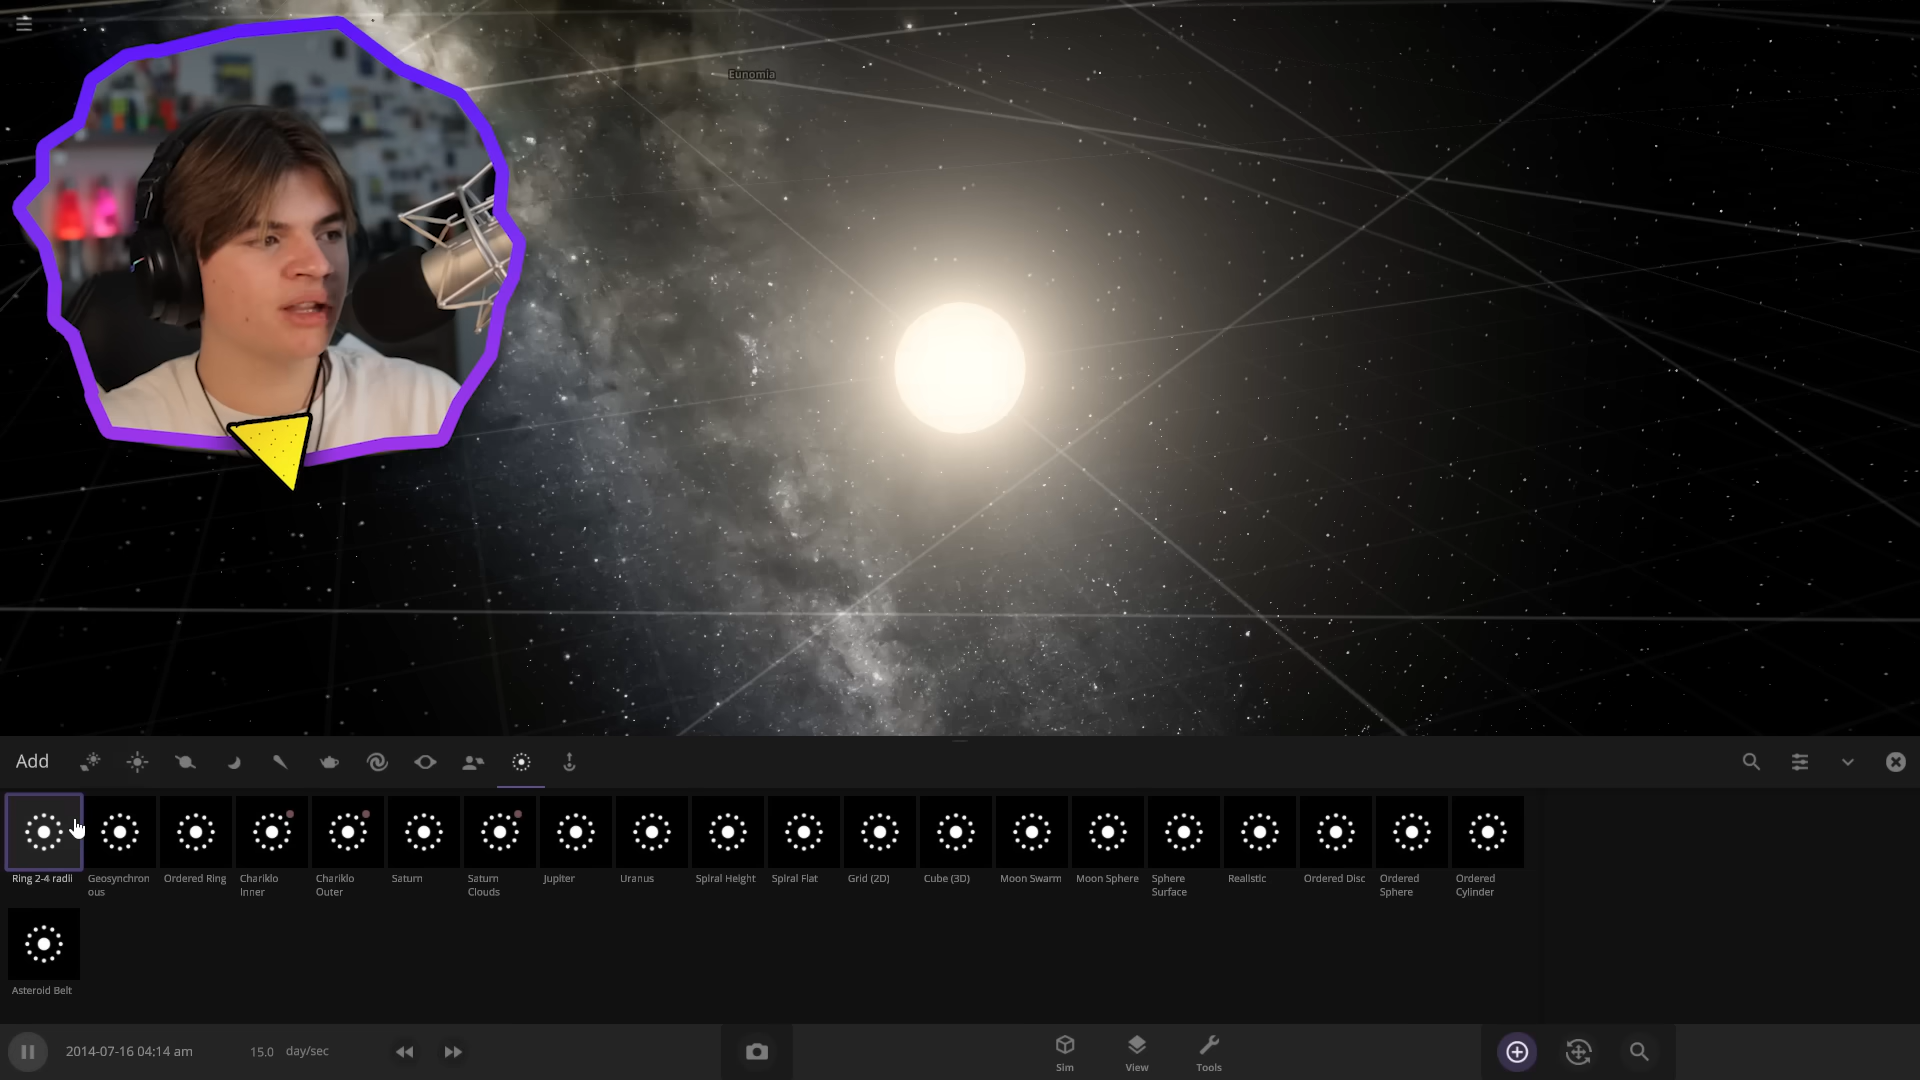 Eunomia
Add
Ring 2-4 radii
Geosynchron
ous
Ordered Ring
Chariklo
Inner
Chariklo
Outer
Saturn
Saturn
Clouds
Jupiter
Uranus
Spiral Height
Spiral Flat
Grid (2D)
Cube (3D)
Moon Swarm
Moon Sphere
Sphere
Surface
Realistic
Ordered Disc
Ordered
Sphere
Ordered
Cylinder
Asteroid Belt
2014-07-16 04:14 am
15.0 day/sec
Sim
View
Tools